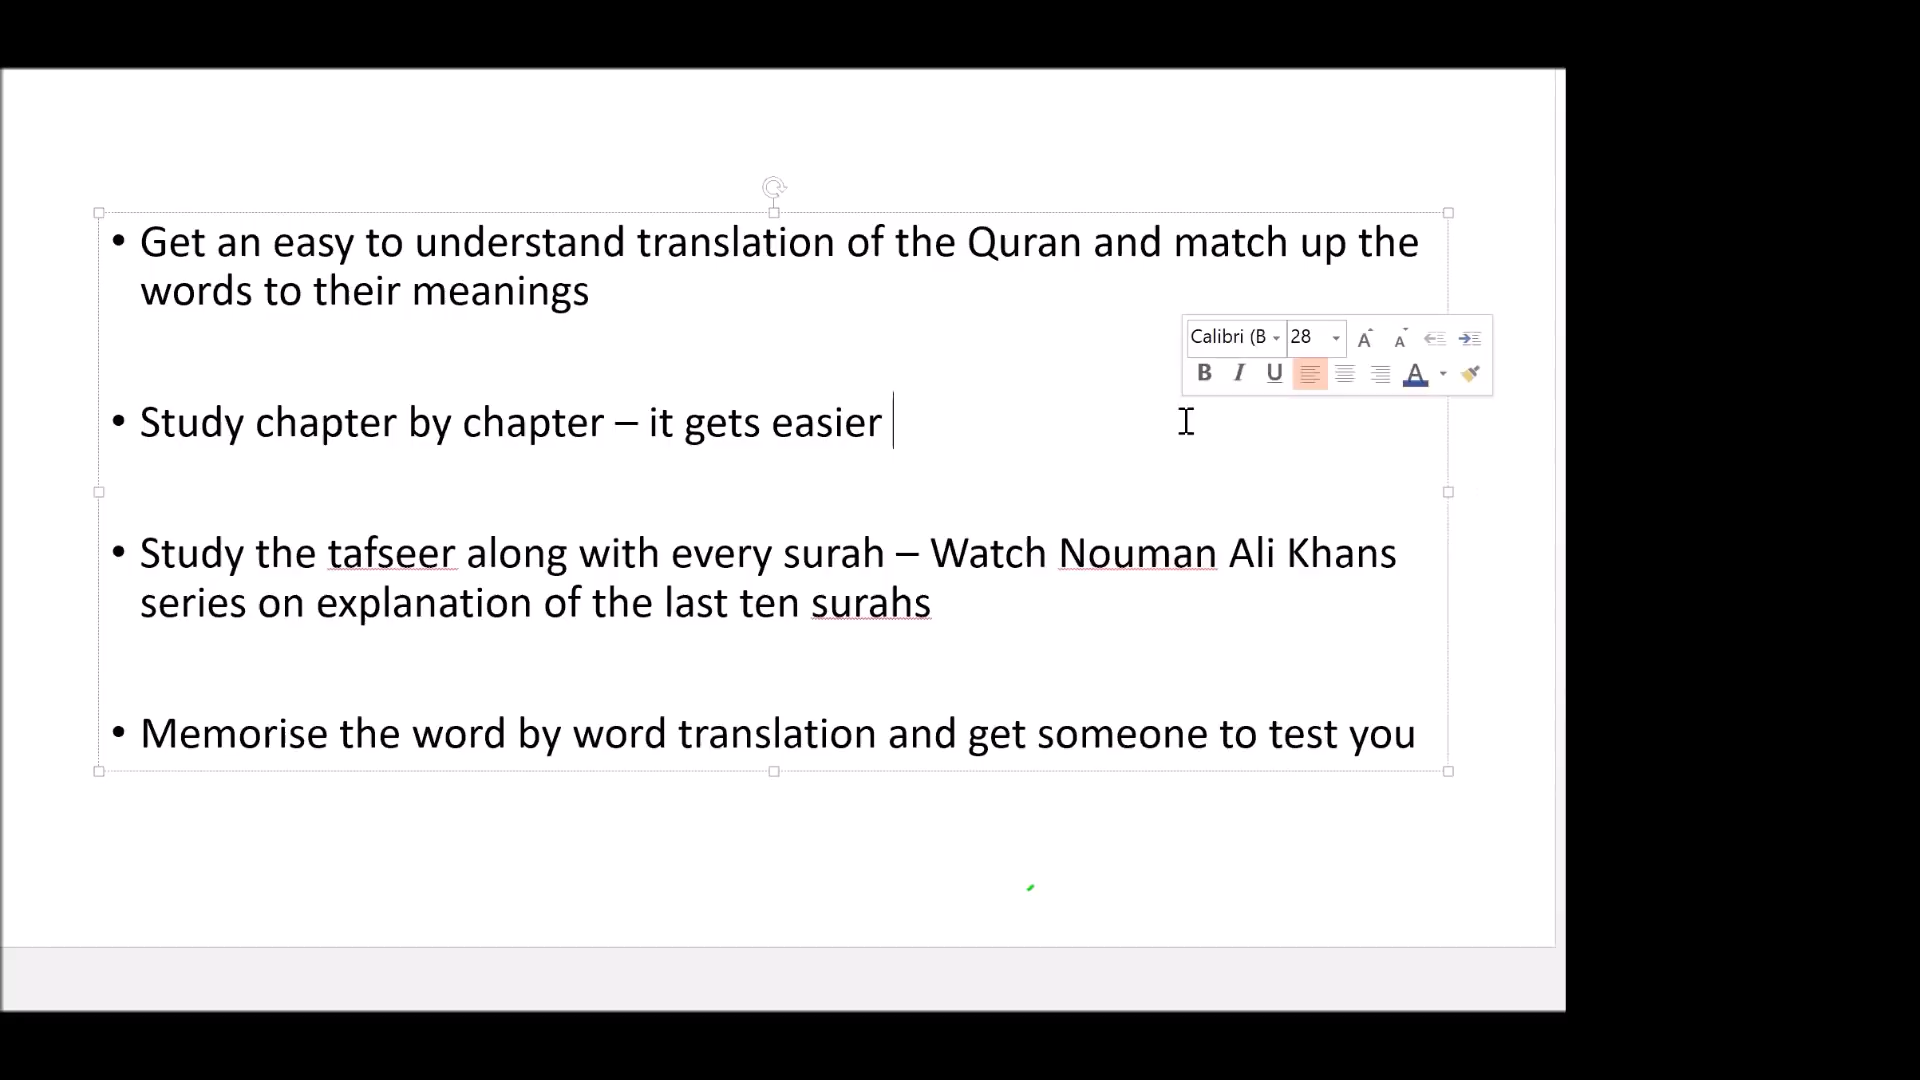 • Get an easy to understand translation of the Quran and match up the
words to their meanings
Calibri (B 28
B I U A
• Study chapter by chapter – it gets easier
• Study the tafseer along with every surah – Watch Nouman Ali Khans
series on explanation of the last ten surahs
• Memorise the word by word translation and get someone to test you